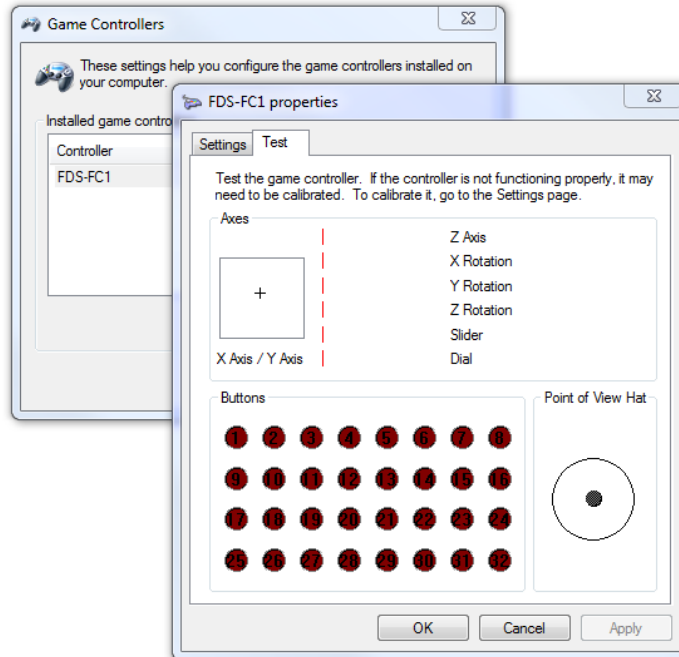 Game Controllers
These settings help you configure the game controllers installed on
your computer.
Installed game contro
Controller
FDS-FC1
FDS-FC1 properties
Settings
Test
Test the game controller. If the controller is not functioning properly, it may
need to be calibrated. To calibrate it, go to the Settings page.
Axes
Z Axis
X Rotation
Y Rotation
Z Rotation
Slider
X Axis / Y Axis
Dial
Buttons
1 2 3 4 5 6 7 8
9 10 11 12 13 14 15 16
17 18 19 20 21 22 23 24
25 26 27 28 29 30 31 32
Point of View Hat
OK
Cancel
Apply